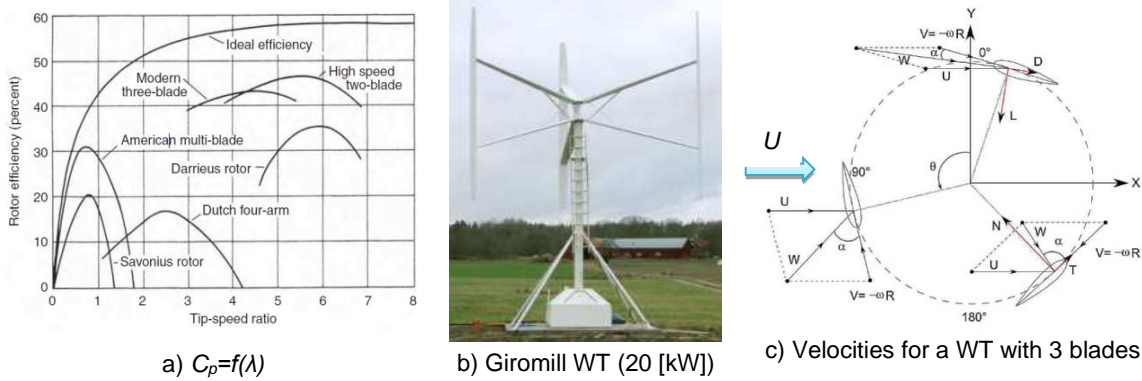 60
50
40
30
20
10
0
Rotor efficiency (percent)
Ideal efficiency
High speed
two-blade
Modern
three-blade
American multi-blade
Darrieus rotor
Dutch four-arm
Savonius rotor
0 1 2 3 4 5 6 7 8
Tip-speed ratio
a) Cp=f(λ)
b) Giromill WT (20 [kW])
U
Y
V= -ωR
0°
α
W
D
U
L
90°
θ
X
U
W
α
V= -ωR
N
W
α
U
T
V= -ωR
180°
c) Velocities for a WT with 3 blades